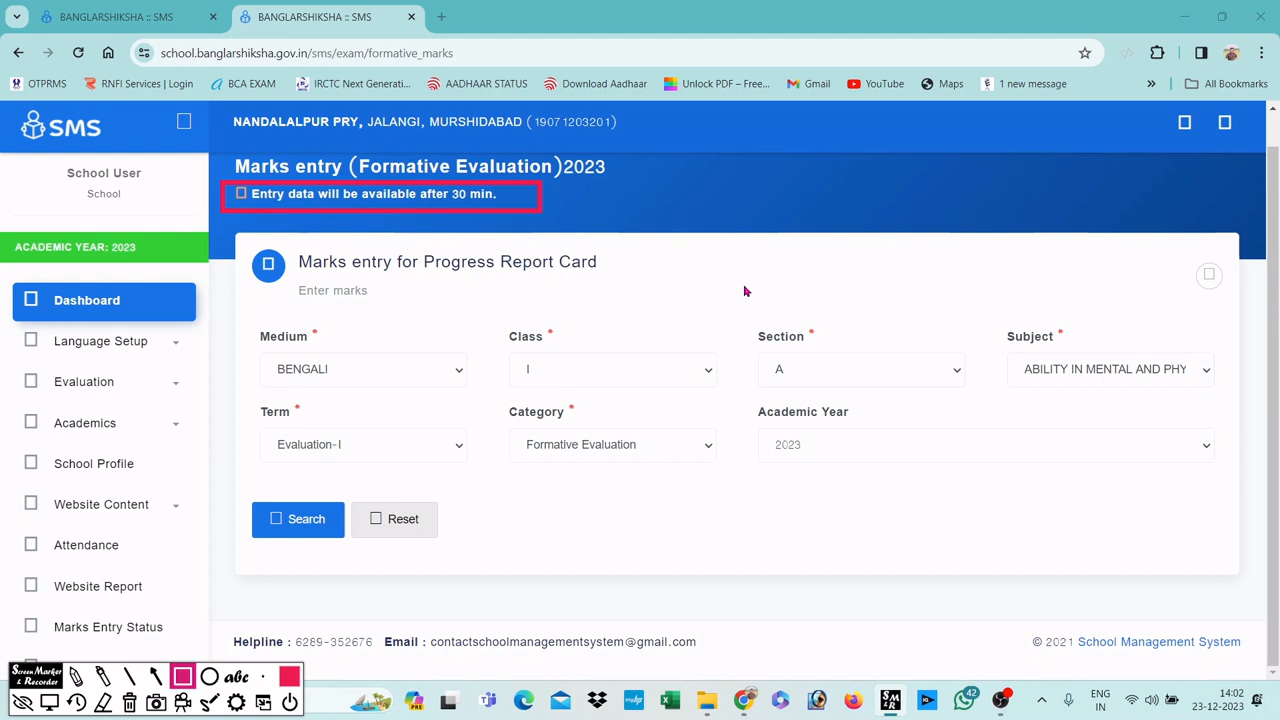 BANGLARSHIKSHA :: SMS
BANGLARSHIKSHA :: SMS
school.banglarshiksha.gov.in/sms/exam/formative_marks
OTPRMS
RNFI Services | Login
BCA EXAM
IRCTC Next Generati...
AADHAAR STATUS
Download Aadhaar
Unlock PDF – Free...
Gmail
YouTube
Maps
1 new message
All Bookmarks
SMS
NANDALALPUR PRY, JALANGI, MURSHIDABAD (19071203201)
School User
School
Marks entry (Formative Evaluation)2023
Entry data will be available after 30 min.
ACADEMIC YEAR: 2023
Dashboard
Language Setup
Evaluation
Academics
School Profile
Website Content
Attendance
Website Report
Marks Entry Status
Marks entry for Progress Report Card
Enter marks
Medium * Class * Section * Subject *
BENGALI I A ABILITY IN MENTAL AND PHY
Term * Category * Academic Year
Evaluation-I Formative Evaluation 2023
Search Reset
Helpline : 6289-352676 Email : contactschoolmanagementsystem@gmail.com
© 2021 School Management System
Screen Marker & Recorder
abc
PRE
42
ENG
IN
14:02
23-12-2023